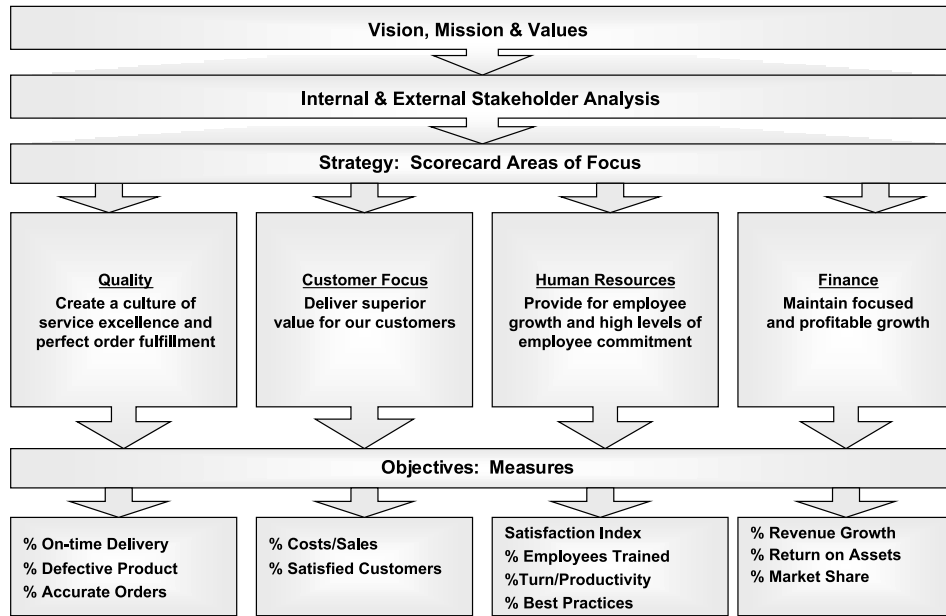 Vision, Mission & Values
Internal & External Stakeholder Analysis
Strategy:  Scorecard Areas of Focus
Quality
Create a culture of
service excellence and
perfect order fulfillment
Customer Focus
Deliver superior
value for our customers
Human Resources
Provide for employee
growth and high levels of
employee commitment
Finance
Maintain focused
and profitable growth
Objectives:  Measures
% On-time Delivery
% Defective Product
% Accurate Orders
% Costs/Sales
% Satisfied Customers
Satisfaction Index
% Employees Trained
%Turn/Productivity
% Best Practices
% Revenue Growth
% Return on Assets
% Market Share